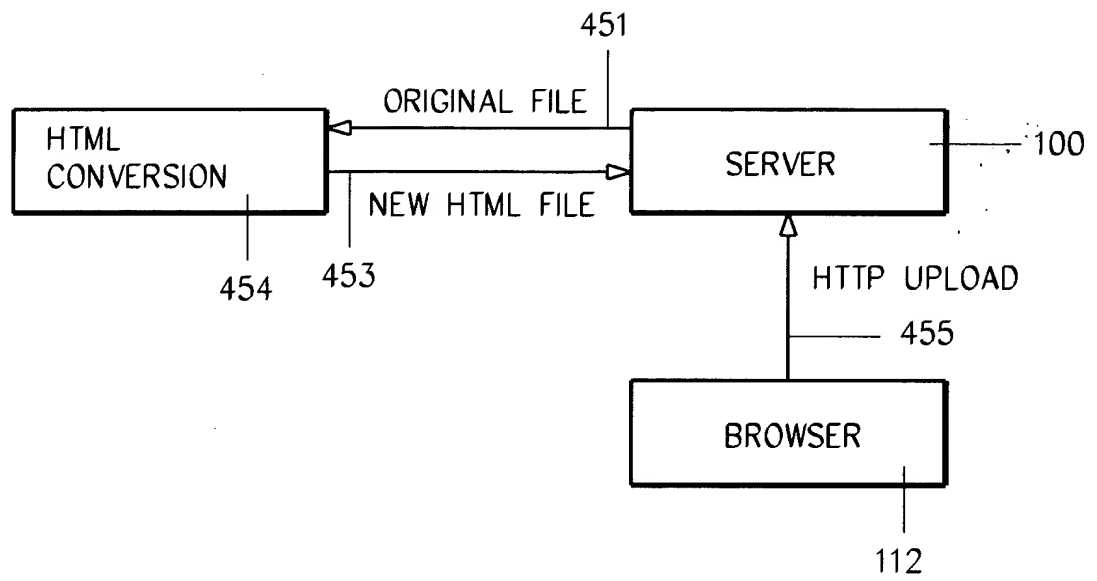 451
ORIGINAL FILE
HTML
CONVERSION
SERVER
100
NEW HTML FILE
454
453
HTTP UPLOAD
455
BROWSER
112